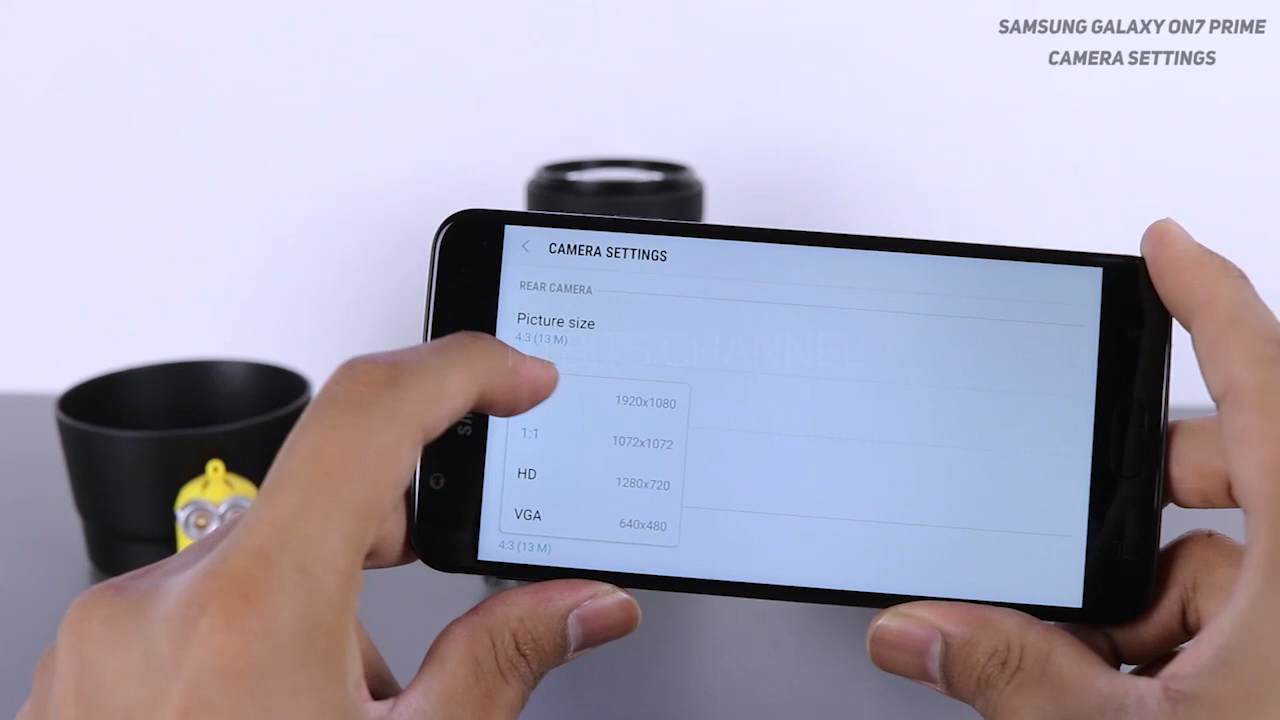 SAMSUNG GALAXY ON7 PRIME
CAMERA SETTINGS
CAMERA SETTINGS
REAR CAMERA
Picture size
4:3 (13 M)
CHANNEL
1920x1080
1:1 1072x1072
HD 1280x720
VGA 640x480
4:3 (13 M)